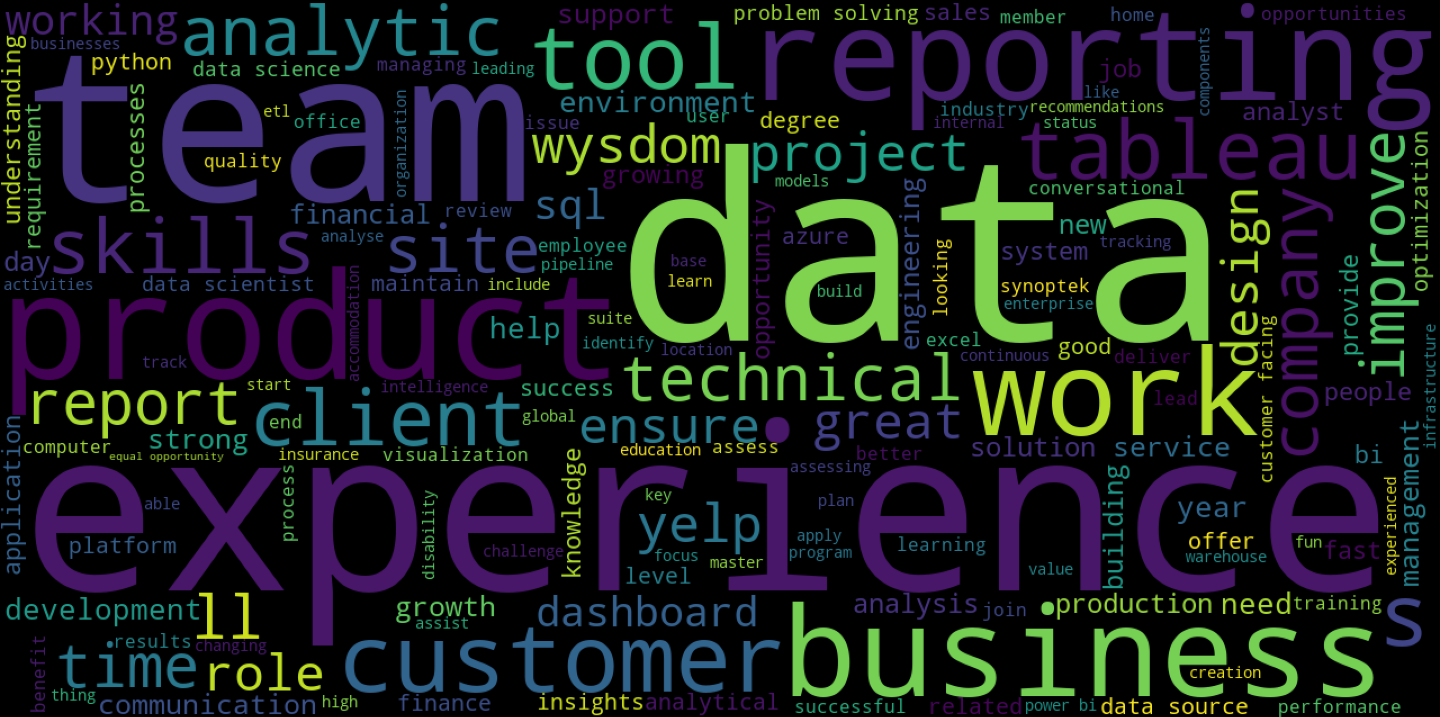 working
analytic
support
problem solving
sales
member
home
opportunities
businesses
python
data science
managing
leading
tool
reporting
job
like
components
understanding
team
etl
office
organization
issue
environment
user
degree
industry
recommendations
internal
status
analyst
processes
quality
wysdom
project
tableau
improve
requirement
growing
models
conversational
optimization
financial
review
sql
data
skills
analyse
site
employee
pipeline
opportunity
azure
engineering
looking
new
system
tracking
design
company
day
activities
data scientist
accommodation
maintain
include
base
learn
build
synoptek
enterprise
provide
product
help
suite
identify
location
excel
continuous
good
deliver
customer facing
infrastructure
track
start
intelligence
success
technical
work
lead
people
report
client
end
global
ensure
great
solution
service
bi
computer
strong
equal opportunity
insurance
visualization
education
assess
better
assessing
management
application
experience
process
disability
knowledge
key
plan
able
platform
challenge
yelp
focus
master
apply
program
learning
value
building
year
offer
warehouse
fun
fast
experienced
level
development
ll
growth
assist
dashboard
analysis
join
production
need
training
s
benefit
results
changing
time
role
customer
business
creation
thing
communication
high
finance
insights
analytical
successful
related
power bi
data source
performance